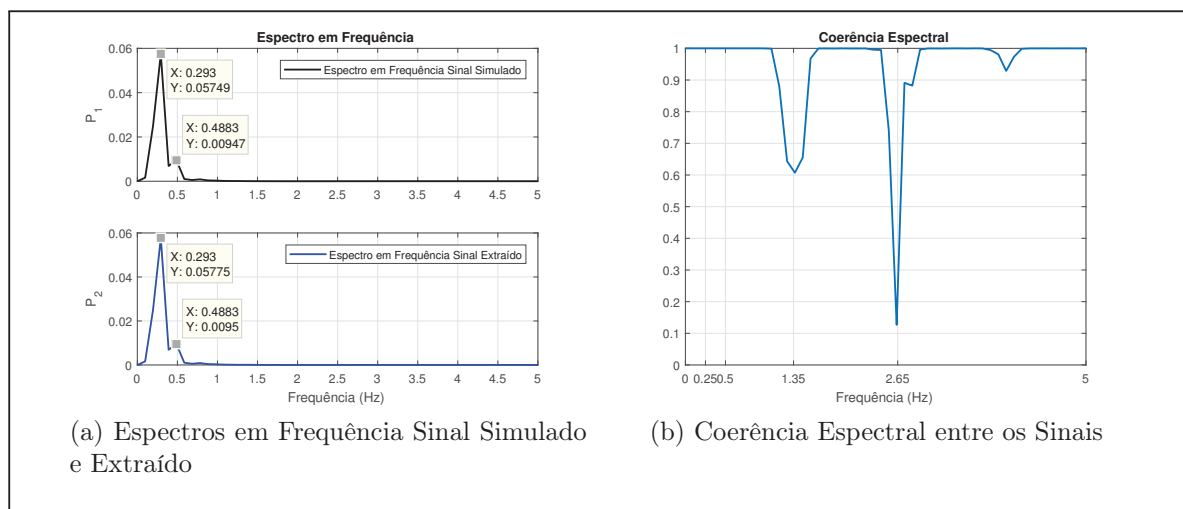 Espectro em Frequência
0.06
0.04
0.02
0
P1
X: 0.293
Y: 0.05749
X: 0.4883
Y: 0.00947
Espectro em Frequência Sinal Simulado
0 0.5 1 1.5 2 2.5 3 3.5 4 4.5 5
0.06
0.04
0.02
0
P2
X: 0.293
Y: 0.05775
X: 0.4883
Y: 0.0095
Espectro em Frequência Sinal Extraído
0 0.5 1 1.5 2 2.5 3 3.5 4 4.5 5
Frequência (Hz)
(a) Espectros em Frequência Sinal Simulado
e Extraído
Coerência Espectral
1
0.9
0.8
0.7
0.6
0.5
0.4
0.3
0.2
0.1
0
0 0.25 0.5 1.35 2.65 5
Frequência (Hz)
(b) Coerência Espectral entre os Sinais